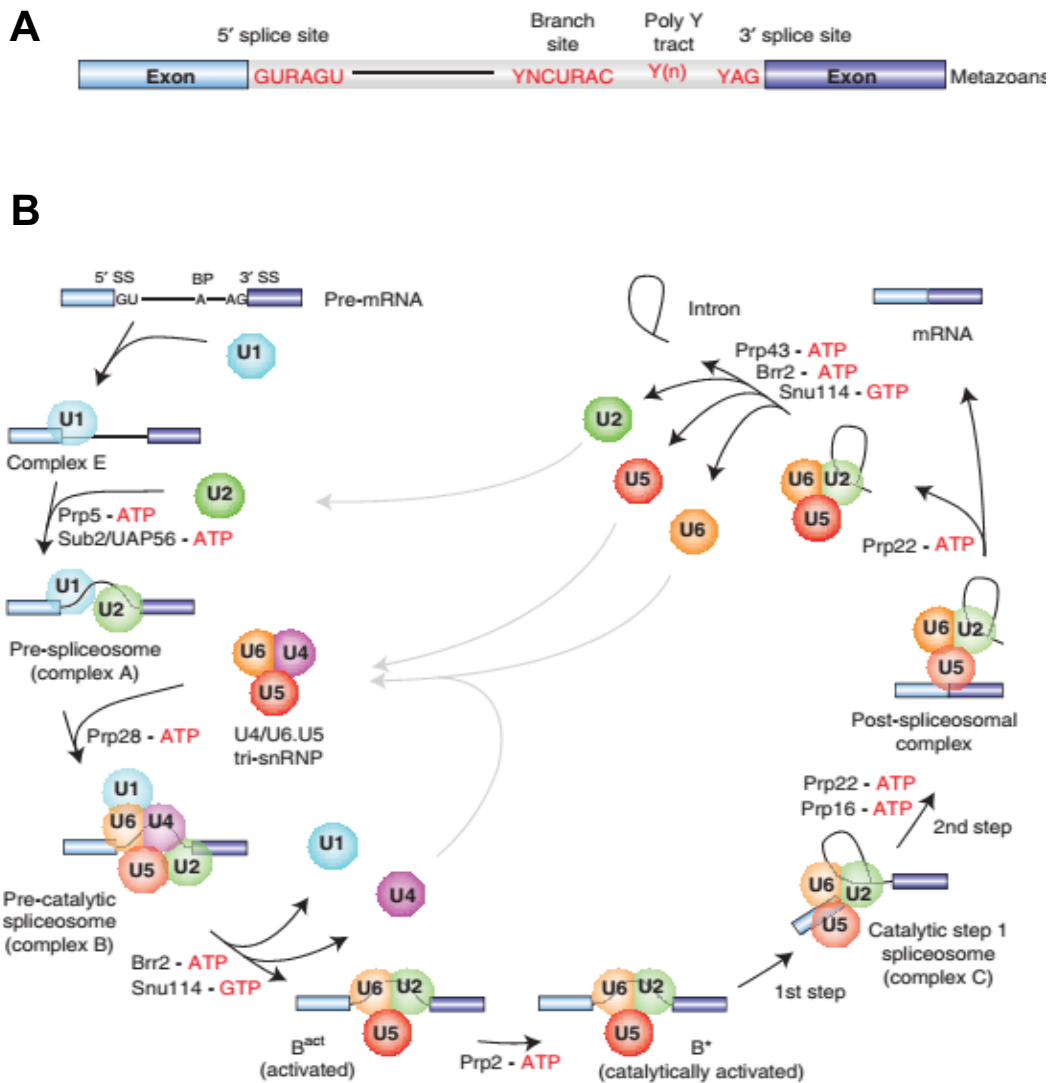 A
5′ splice site
Branch site
Poly Y tract
3′ splice site
Exon GURAGU YNCURAC Y(n) YAG Exon Metazoans
B
5′ SS BP 3′ SS
GU A AG
Pre-mRNA
U1
U1
Complex E
U2
Prp5 - ATP
Sub2/UAP56 - ATP
U1
U2
Pre-spliceosome
(complex A)
U6 U4
U5
U4/U6.U5
tri-snRNP
Prp28 - ATP
U1
U6 U4
U5 U2
Pre-catalytic
spliceosome
(complex B)
U1
U4
Brr2 - ATP
Snu114 - GTP
U6 U2
U5
Bact
(activated)
Prp2 - ATP
U6 U2
U5
B*
(catalytically activated)
1st step
U6 U2
U5
Catalytic step 1
spliceosome
(complex C)
Prp22 - ATP
Prp16 - ATP
2nd step
U6 U2
U5
Post-spliceosomal
complex
Prp22 - ATP
mRNA
U6 U2
U5
Prp43 - ATP
Brr2 - ATP
Snu114 - GTP
Intron
U2
U5
U6